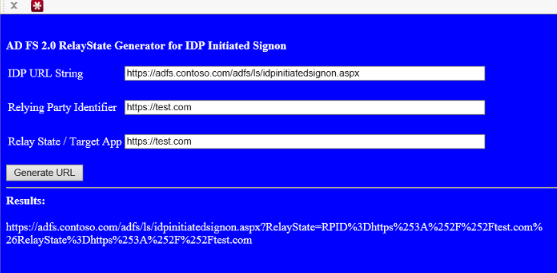 AD FS 2.0 RelayState Generator for IDP Initiated Signon
IDP URL String https://adfs.contoso.com/adfs/ls/idpinitiatedsignon.aspx
Relying Party Identifier https://test.com
Relay State / Target App https://test.com
Generate URL
Results:
https://adfs.contoso.com/adfs/ls/idpinitiatedsignon.aspx?RelayState=RPID%3Dhttps%253A%252F%252Ftest.com%
26RelayState%3Dhttps%253A%252F%252Ftest.com